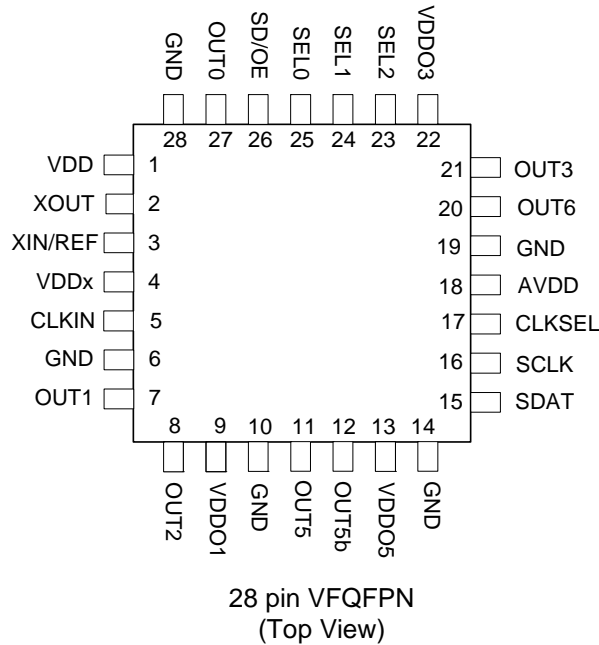 GND
OUT0
SD/OE
SEL0
SEL1
SEL2
VDDO3
28
27
26
25
24
23
22
VDD 1
XOUT 2
XIN/REF 3
VDDx 4
CLKIN 5
GND 6
OUT1 7
21 OUT3
20 OUT6
19 GND
18 AVDD
17 CLKSEL
16 SCLK
15 SDAT
8
9
10
11
12
13
14
OUT2
VDDO1
GND
OUT5
OUT5b
VDDO5
GND
28 pin VFQFPN
(Top View)